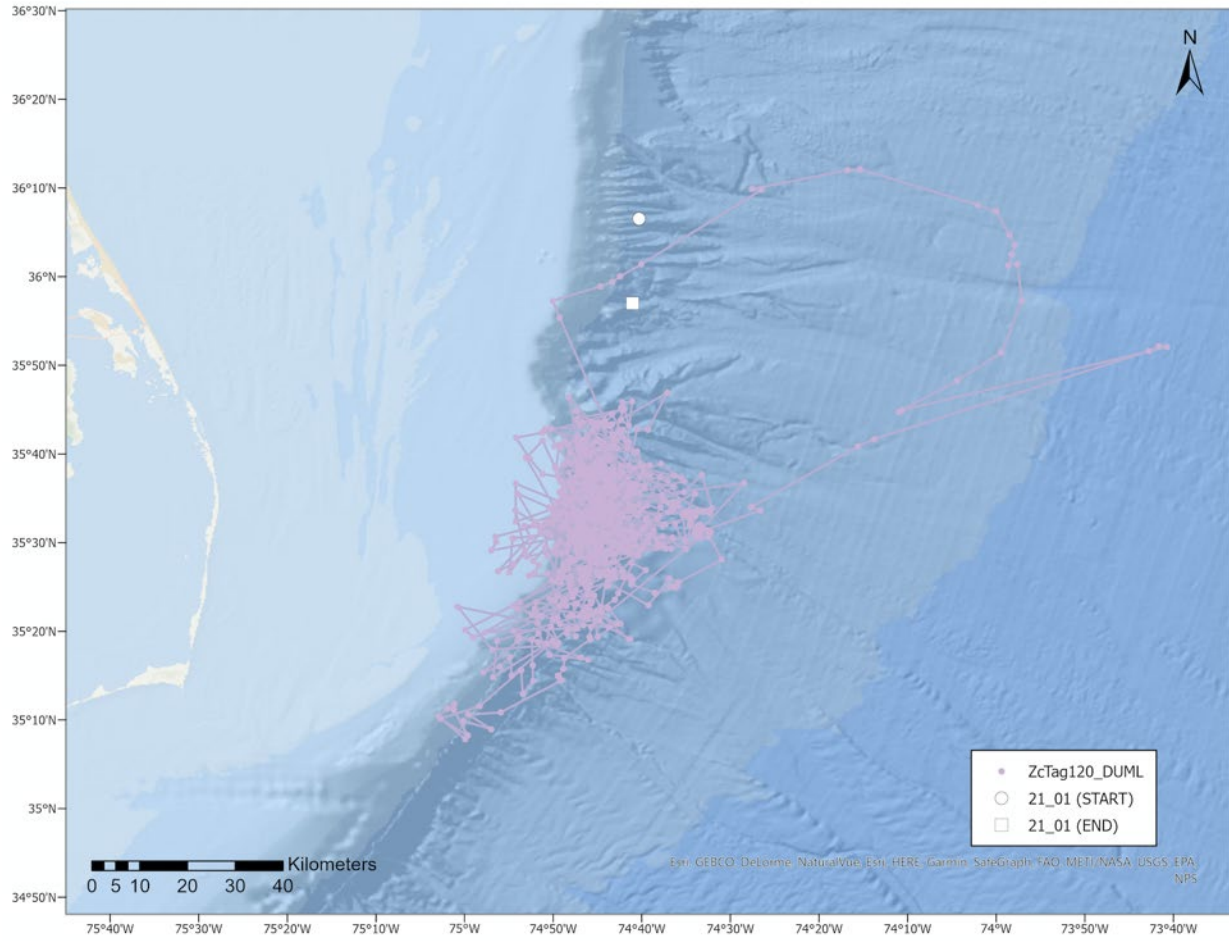 36°30'N
36°20'N
36°10'N
36°N
35°50'N
35°40'N
35°30'N
35°20'N
35°10'N
35°N
34°50'N
N
ZcTag120_DUML
21_01 (START)
21_01 (END)
Kilometers
0 5 10 20 30 40
Esri, GEBCO, DeLorme, NaturalVue, Esri, HERE, Garmin, SafeGraph, FAO, METI/NASA, USGS, EPA,
NPS
75°40'W 75°30'W 75°20'W 75°10'W 75°W 74°50'W 74°40'W 74°30'W 74°20'W 74°10'W 74°W 73°50'W 73°40'W